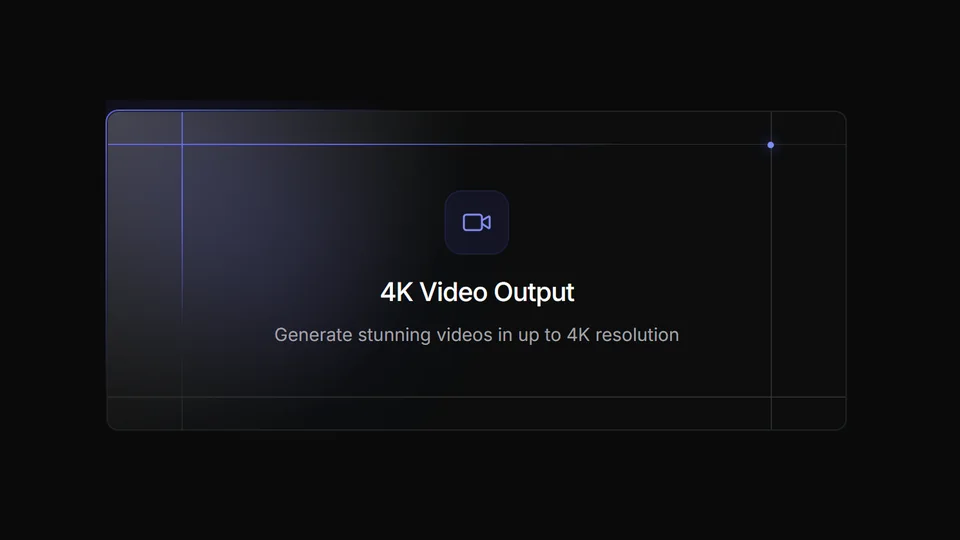 4K Video Output
Generate stunning videos in up to 4K resolution